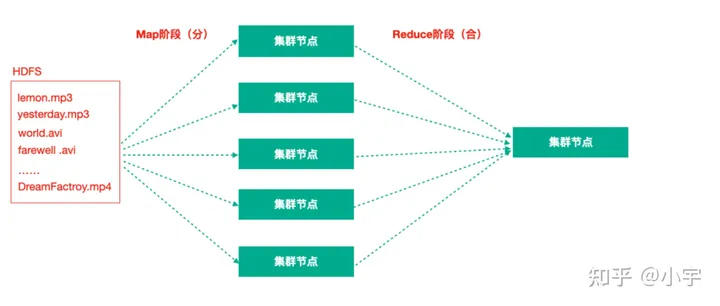 Map阶段（分）
Reduce阶段（合）
HDFS
lemon.mp3
yesterday.mp3
world.avi
farewell .avi
……
DreamFactroy.mp4
集群节点
集群节点
集群节点
集群节点
集群节点
集群节点
知乎 @小宇